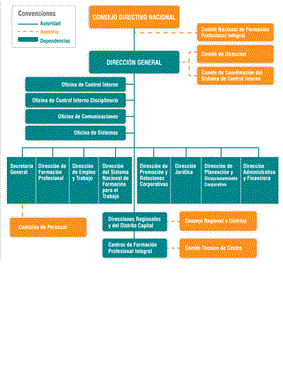 Convenciones
Autoridad
Asesoría
Dependencias
CONSEJO DIRECTIVO NACIONAL
Comité Nacional de Formación
Profesional Integral
DIRECCIÓN GENERAL
Comité de Dirección
Comité de Coordinación del
Sistema de Control Interno
Oficina de Control Interno
Oficina de Control Interno Disciplinario
Oficina de Comunicaciones
Oficina de Sistemas
Secretaría
General
Dirección de
Formación
Profesional
Dirección
de Empleo
y Trabajo
Dirección
del Sistema
Nacional de
Formación
para el
Trabajo
Dirección de
Promoción y
Relaciones
Corporativas
Dirección
Jurídica
Dirección de
Planeación y
Direccionamiento
Corporativo
Dirección
Administrativa
y Financiera
Comisión de Personal
Direcciones Regionales
y del Distrito Capital
Consejo Regional o Distrital
Centros de Formación
Profesional Integral
Comité Técnico de Centro